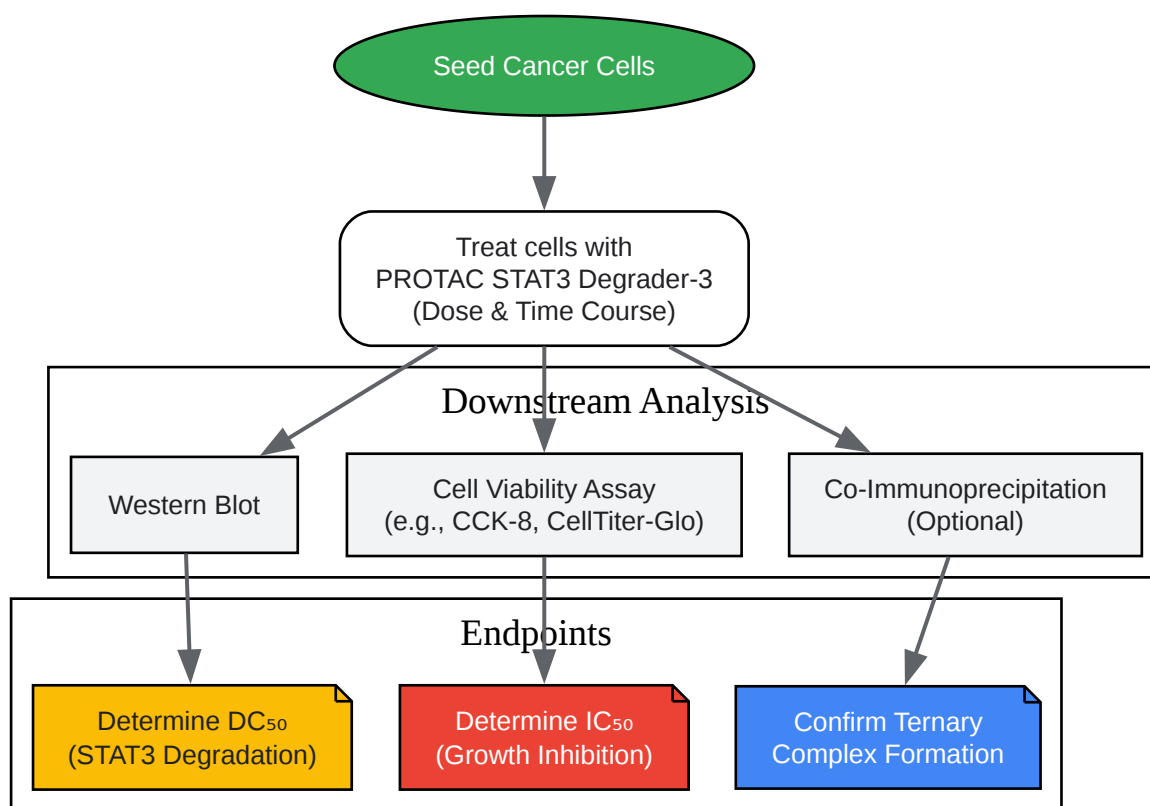 Seed Cancer Cells
Treat cells with
PROTAC STAT3 Degrader-3
(Dose & Time Course)
Downstream Analysis
Western Blot
Cell Viability Assay
(e.g., CCK-8, CellTiter-Glo)
Co-Immunoprecipitation
(Optional)
Endpoints
Determine DC₅₀
(STAT3 Degradation)
Determine IC₅₀
(Growth Inhibition)
Confirm Ternary
Complex Formation